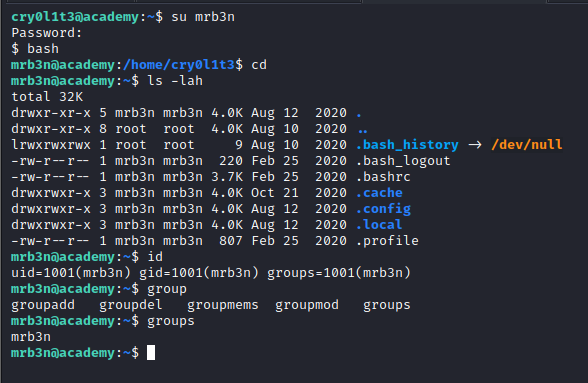 cry0l1t3@academy:~$ su mrb3n
Password:
$ bash
mrb3n@academy:/home/cry0l1t3$ cd
mrb3n@academy:~$ ls -lah
total 32K
drwxr-xr-x 5 mrb3n mrb3n 4.0K Aug 12  2020 .
drwxr-xr-x 8 root  root  4.0K Aug 10  2020 ..
lrwxrwxrwx 1 root  root     9 Aug 10  2020 .bash_history -> /dev/null
-rw-r--r-- 1 mrb3n mrb3n  220 Feb 25  2020 .bash_logout
-rw-r--r-- 1 mrb3n mrb3n 3.7K Feb 25  2020 .bashrc
drwxrwxr-x 3 mrb3n mrb3n 4.0K Oct 21  2020 .cache
drwxrwxr-x 3 mrb3n mrb3n 4.0K Aug 12  2020 .config
drwxrwxr-x 3 mrb3n mrb3n 4.0K Aug 12  2020 .local
-rw-r--r-- 1 mrb3n mrb3n  807 Feb 25  2020 .profile
mrb3n@academy:~$ id
uid=1001(mrb3n) gid=1001(mrb3n) groups=1001(mrb3n)
mrb3n@academy:~$ group
groupadd   groupdel   groupmems  groupmod   groups
mrb3n@academy:~$ groups
mrb3n
mrb3n@academy:~$